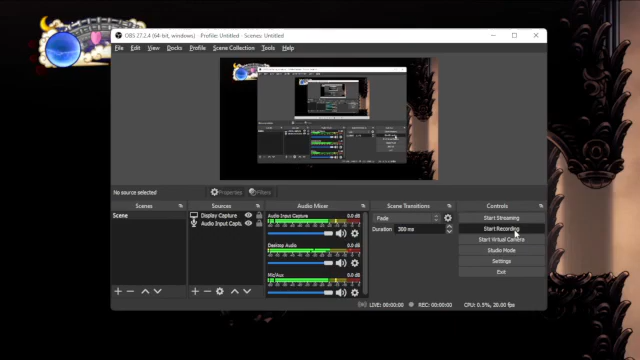 OBS 27.2.4 (64-bit, windows) - Profile: Untitled - Scenes: Untitled
File Edit View Docks Profile Scene Collection Tools Help
No source selected Properties Filters
Scenes Sources Audio Mixer Scene Transitions Controls
Scene
Display Capture
Audio Input Captu
Audio Input Capture 0.0 dB
Desktop Audio 0.0 dB
Mic/Aux 0.0 dB
Fade
Duration 300 ms
Start Streaming
Start Recording
Start Virtual Camera
Studio Mode
Settings
Exit
LIVE: 00:00:00 REC: 00:00:00 CPU: 0.5%, 20.00 fps